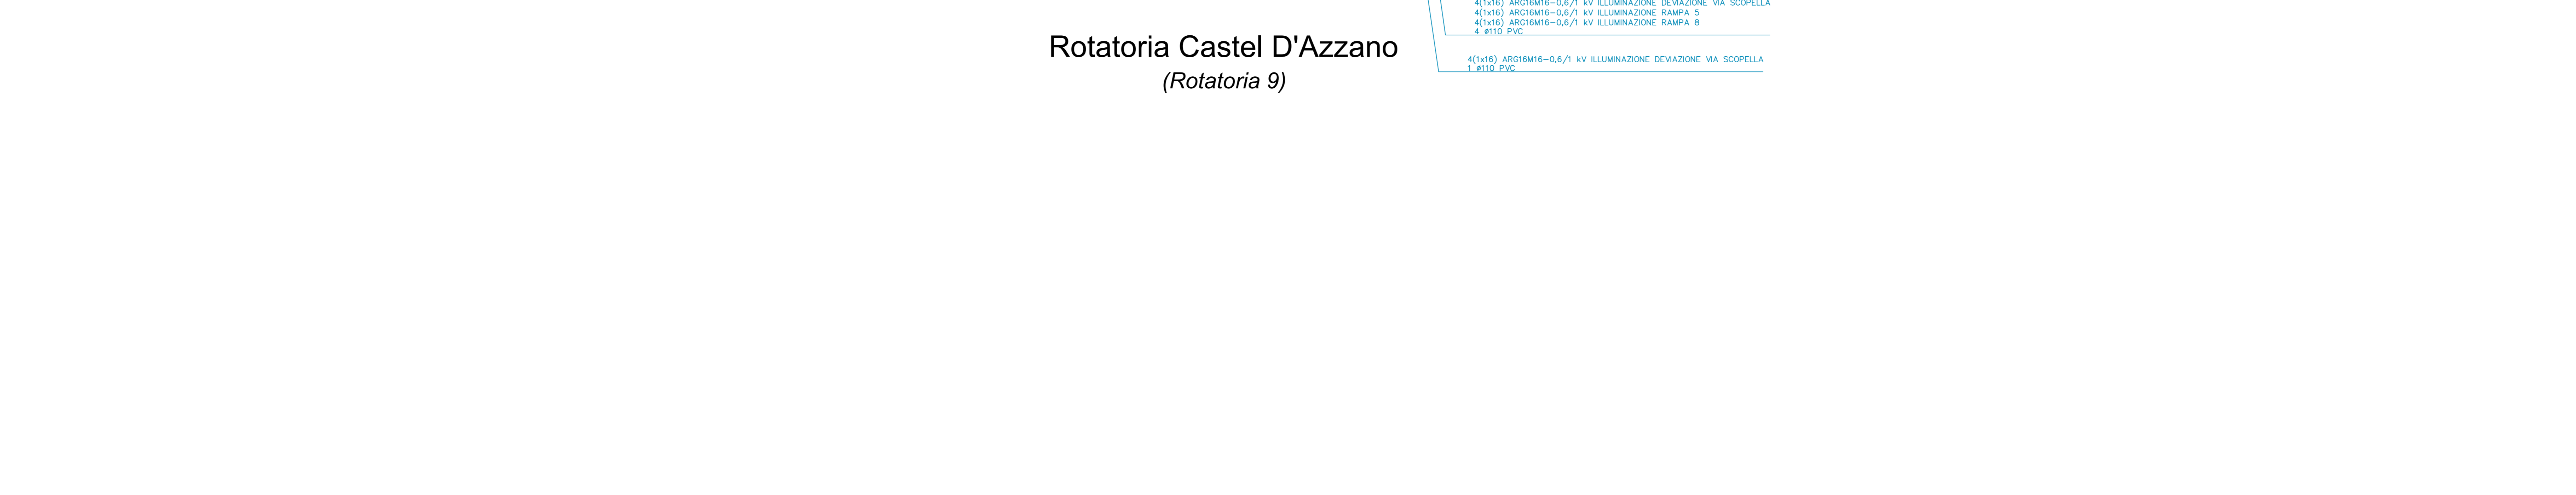 4(1x16) ARG16M16-0,6/1 kV ILLUMINAZIONE DEVIAZIONE VIA SCOPELLA
4(1x16) ARG16M16-0,6/1 kV ILLUMINAZIONE RAMPA 5
4(1x16) ARG16M16-0,6/1 kV ILLUMINAZIONE RAMPA 8
4 ø110 PVC
Rotatoria Castel D'Azzano
(Rotatoria 9)
4(1x16) ARG16M16-0,6/1 kV ILLUMINAZIONE DEVIAZIONE VIA SCOPELLA
1 ø110 PVC